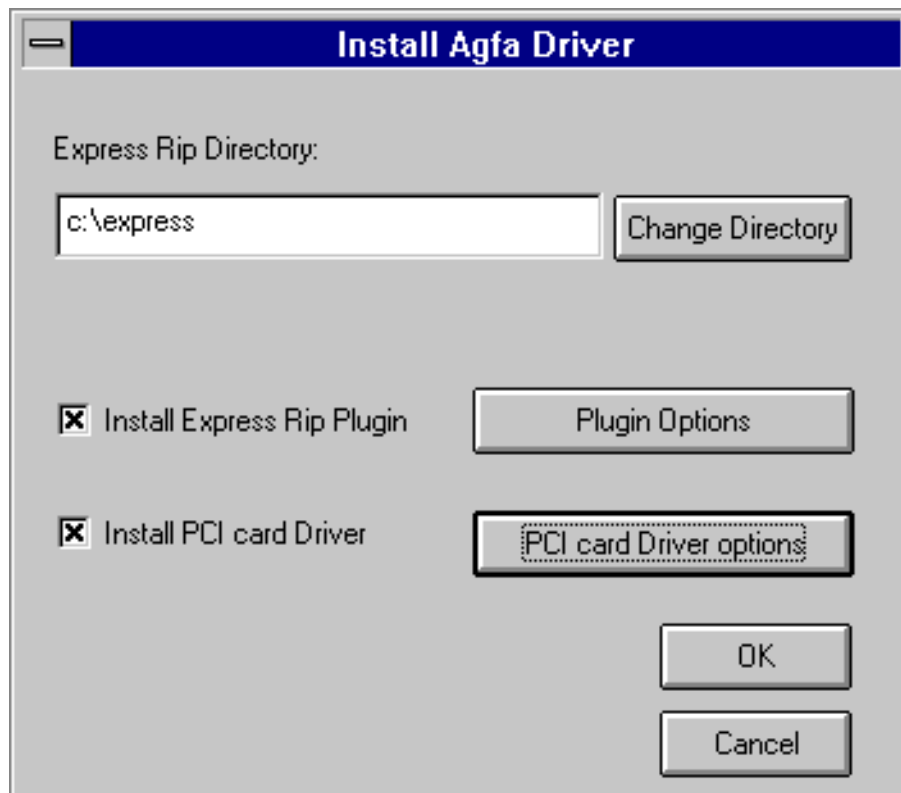 Install Agfa Driver
Express Rip Directory:
c:\express
Change Directory
Install Express Rip Plugin
Plugin Options
Install PCI card Driver
PCI card Driver options
OK
Cancel